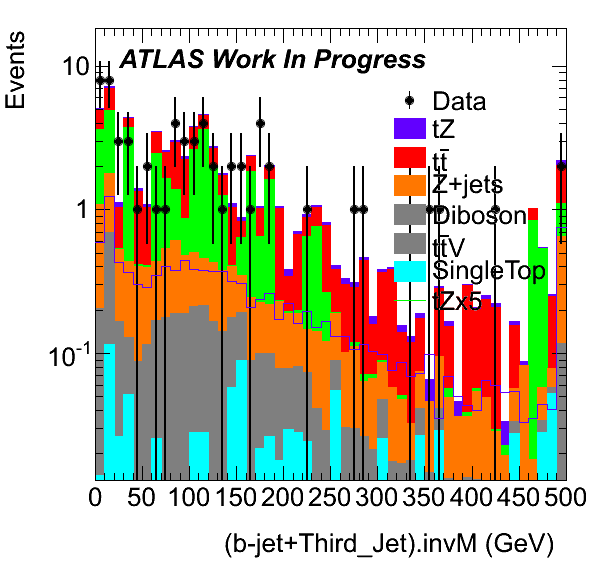 Events
ATLAS Work In Progress
10
1
10⁻¹
Data
tZ
tt̄
Z+jets
Diboson
tt̄V
SingleTop
tZx5
0 50 100 150 200 250 300 350 400 450 500
(b-jet+Third_Jet).invM (GeV)